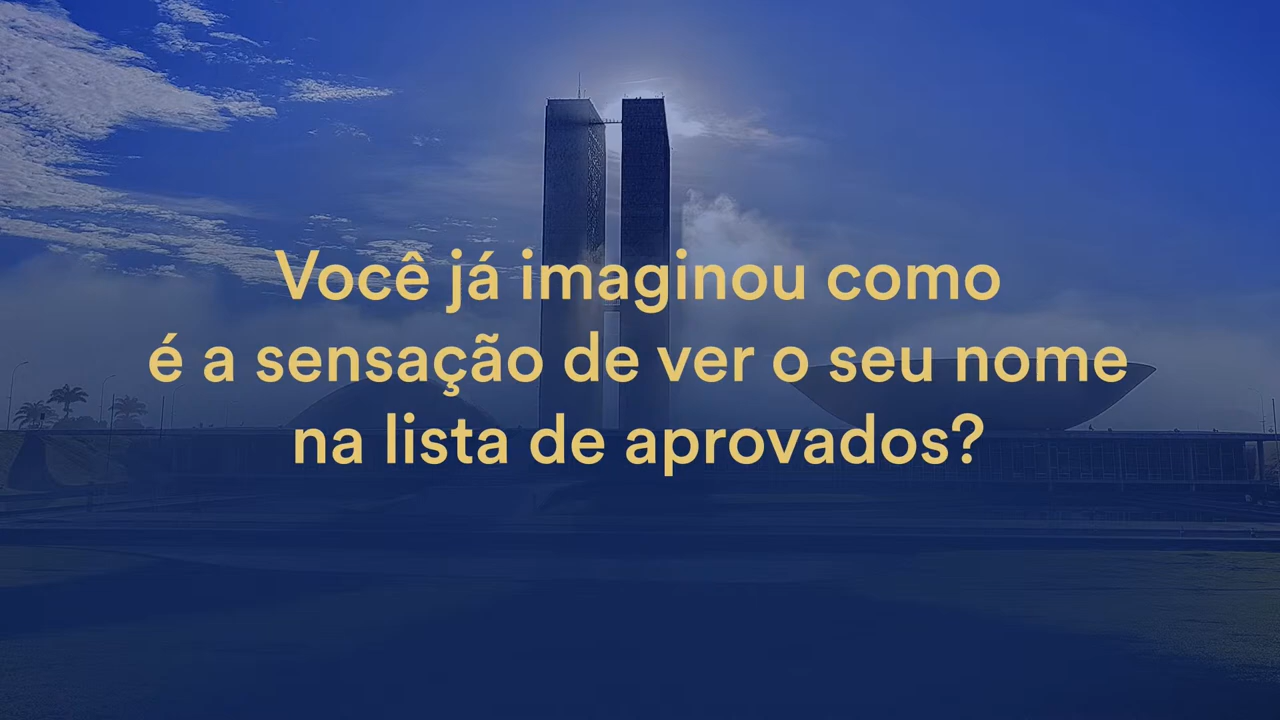 Você já imaginou como
é a sensação de ver o seu nome
na lista de aprovados?